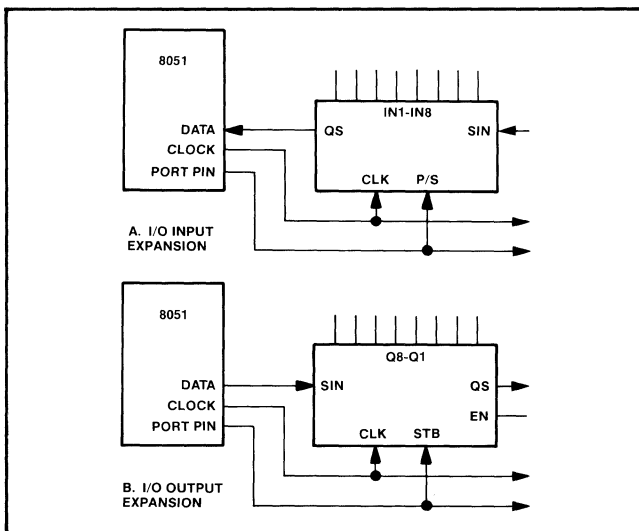 8051
IN1-IN8
DATA
QS
SIN
CLOCK
PORT PIN
CLK P/S
A. I/O INPUT
EXPANSION
8051
Q8-Q1
DATA
SIN
QS
CLOCK
EN
PORT PIN
CLK STB
B. I/O OUTPUT
EXPANSION